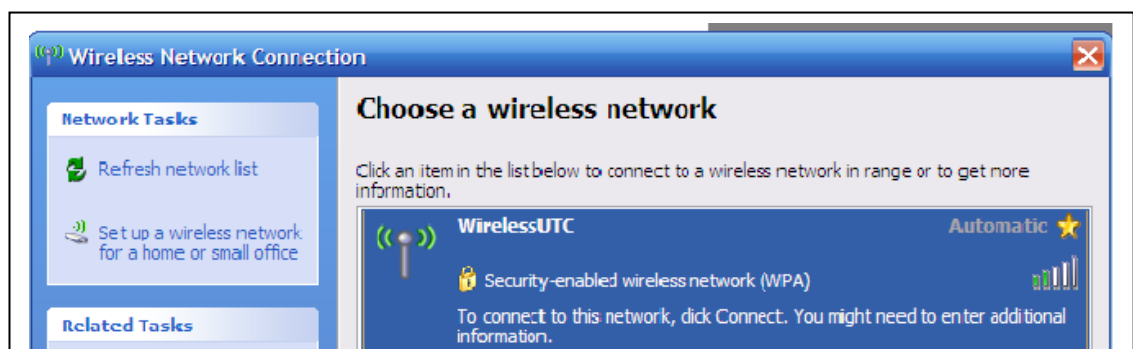 Wireless Network Connection
Network Tasks
Refresh network list
Set up a wireless network
for a home or small office
Related Tasks
Choose a wireless network
Click an item in the list below to connect to a wireless network in range or to get more
information.
WirelessUTC
Automatic
Security-enabled wireless network (WPA)
To connect to this network, click Connect. You might need to enter additional
information.